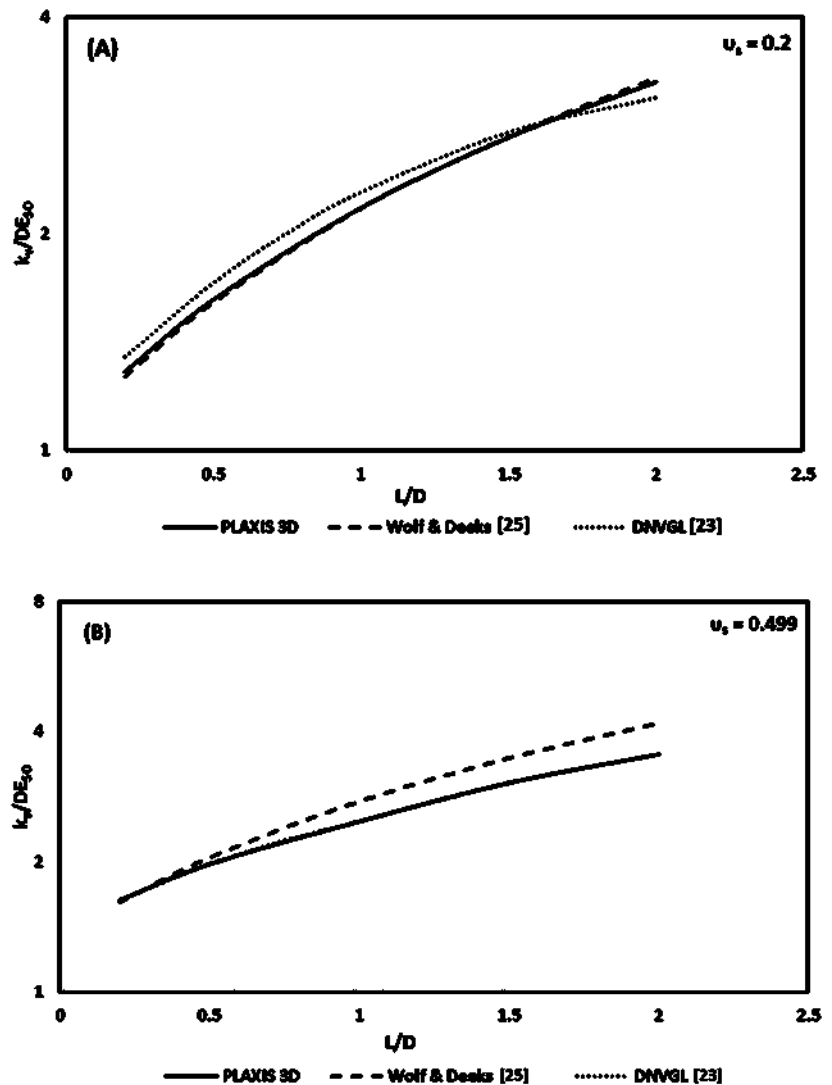 4
(A)
υs = 0.2
kv/DESO
2
1
0
0.5
1
1.5
2
2.5
L/D
PLAXIS 3D
Wolf & Deeks [25]
DNVGL [23]
8
(B)
υs = 0.499
kv/DESO
4
2
1
0
0.5
1
1.5
2
2.5
L/D
PLAXIS 3D
Wolf & Deeks [25]
DNVGL [23]